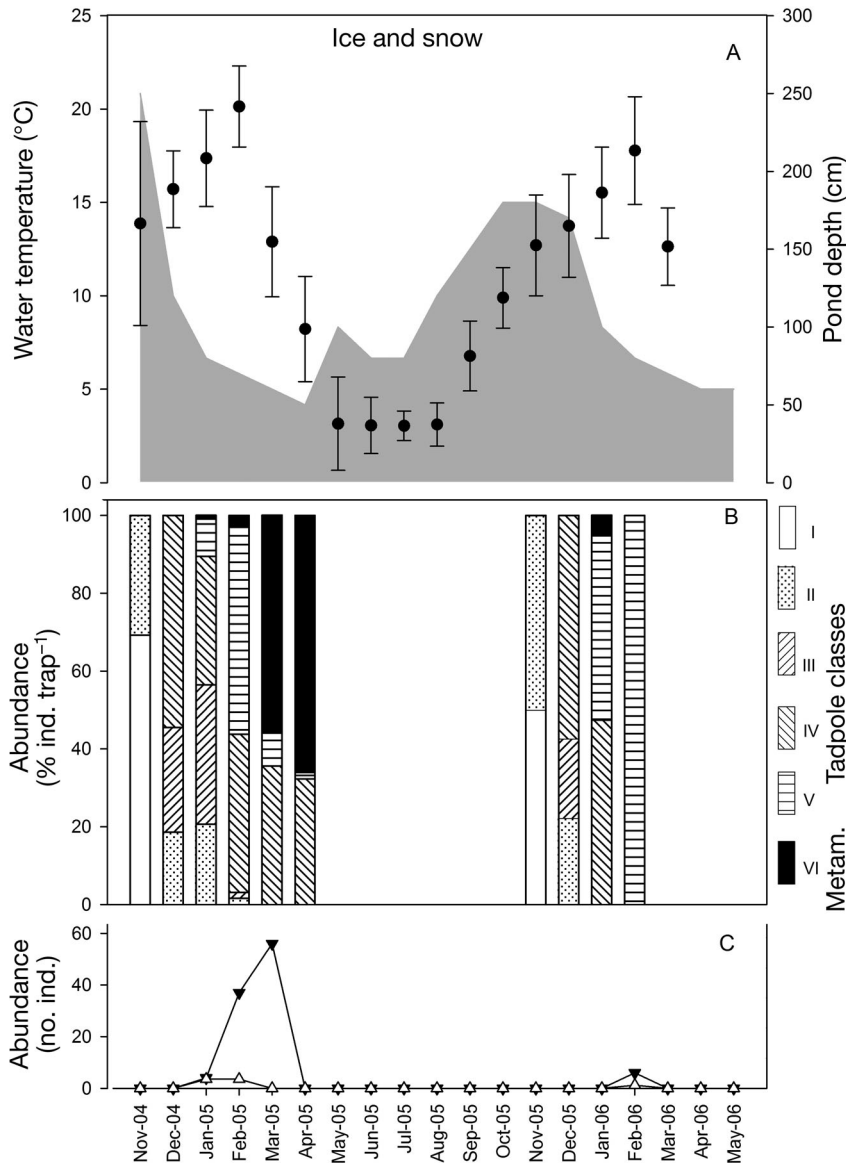 Ice and snow
A
Water temperature (°C)
25
20
15
10
5
0
Pond depth (cm)
300
250
200
150
100
50
0
B
Abundance
(% ind. trap⁻¹)
100
80
60
40
20
0
I
II
III
IV
V
VI
Tadpole classes
Metam.
C
Abundance
(no. ind.)
60
40
20
0
Nov-04
Dec-04
Jan-05
Feb-05
Mar-05
Apr-05
May-05
Jun-05
Jul-05
Aug-05
Sep-05
Oct-05
Nov-05
Dec-05
Jan-06
Feb-06
Mar-06
Apr-06
May-06